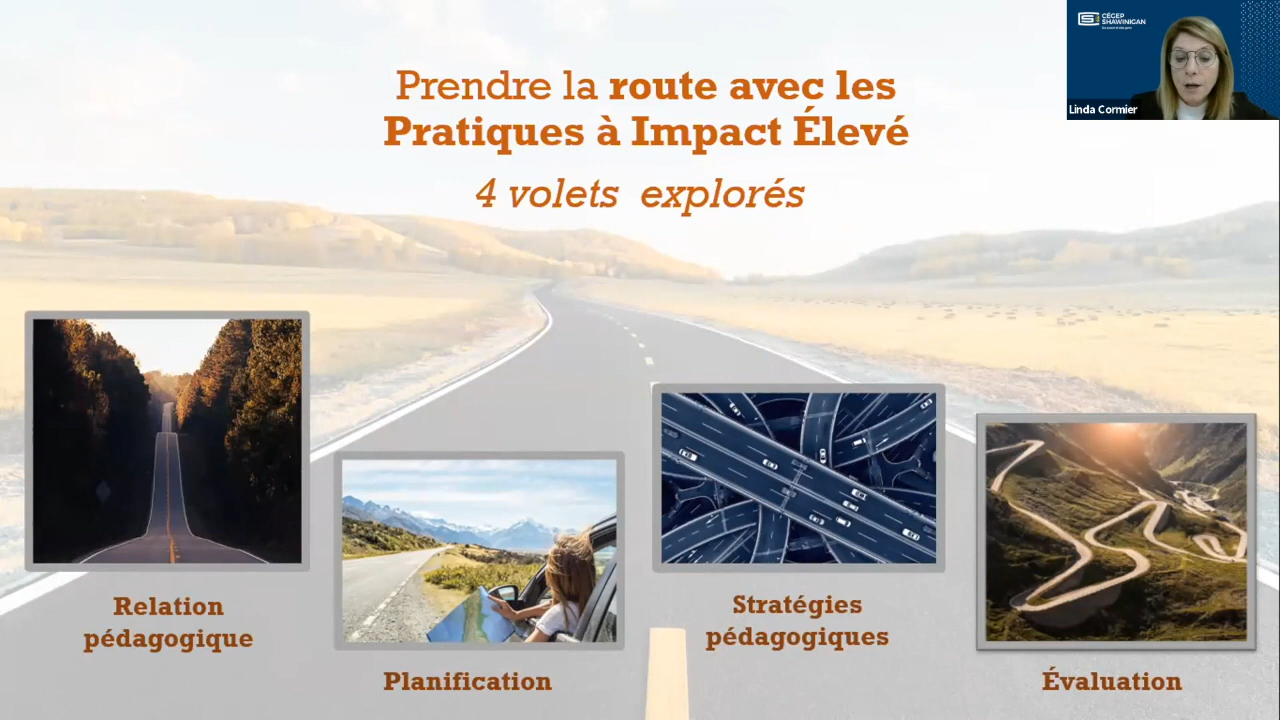 CÉGEP
SHAWINIGAN
Linda Cormier
Prendre la route avec les
Pratiques à Impact Élevé
4 volets explorés
Relation
pédagogique
Planification
Stratégies
pédagogiques
Évaluation